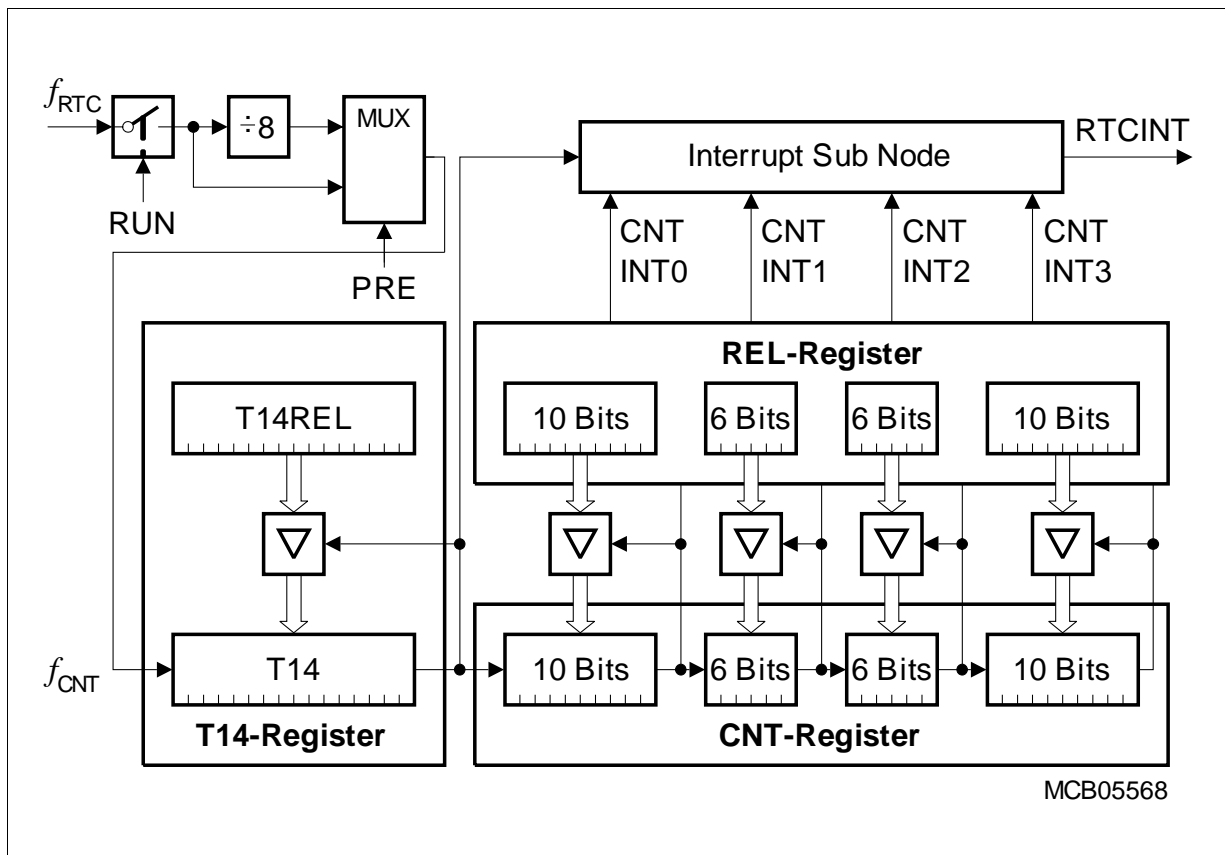 fRTC
÷8
MUX
RUN
PRE
Interrupt Sub Node
RTCINT
CNT INT0
CNT INT1
CNT INT2
CNT INT3
REL-Register
T14REL
10 Bits
6 Bits
6 Bits
10 Bits
fCNT
T14
10 Bits
6 Bits
6 Bits
10 Bits
T14-Register
CNT-Register
MCB05568